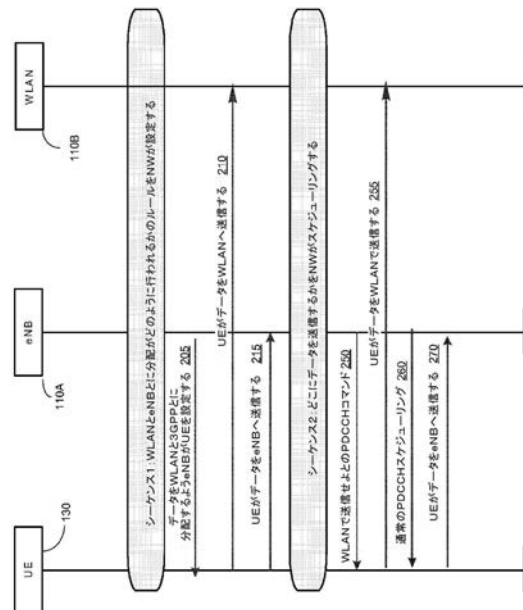 UE
130
eNB
110A
WLAN
110B
シーケンス1：WLANとeNBとに分配がどのように行われるかのルールをNWが設定する
データをWLANと3GPPとに
分配するようeNBがUEを設定する 205
UEがデータをWLANへ送信する 210
UEがデータをeNBへ送信する 215
シーケンス2：どこにデータを送信するかをNWがスケジューリングする
WLANで送信せよとのPDCCHコマンド 250
UEがデータをWLANで送信する 255
通常のPDCCHスケジューリング 260
UEがデータをeNBへ送信する 270